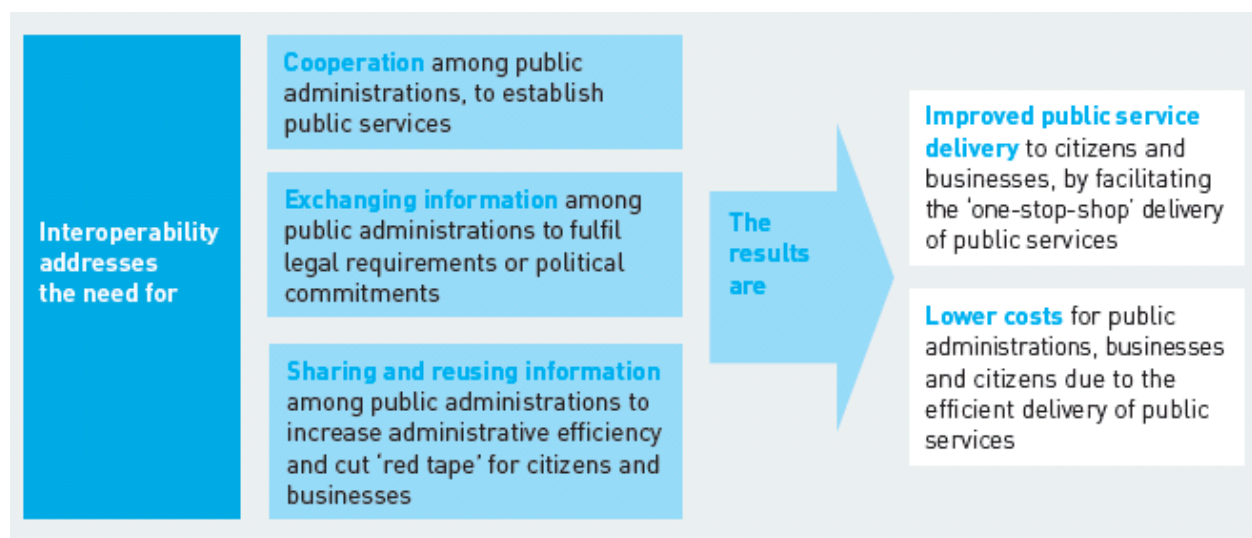 Interoperability
addresses
the need for
Cooperation among public
administrations, to establish
public services
Exchanging information among
public administrations to fulfil
legal requirements or political
commitments
Sharing and reusing information
among public administrations to
increase administrative efficiency
and cut ‘red tape’ for citizens and
businesses
The
results
are
Improved public service
delivery to citizens and
businesses, by facilitating
the ‘one-stop-shop’ delivery
of public services
Lower costs for public
administrations, businesses
and citizens due to the
efficient delivery of public
services